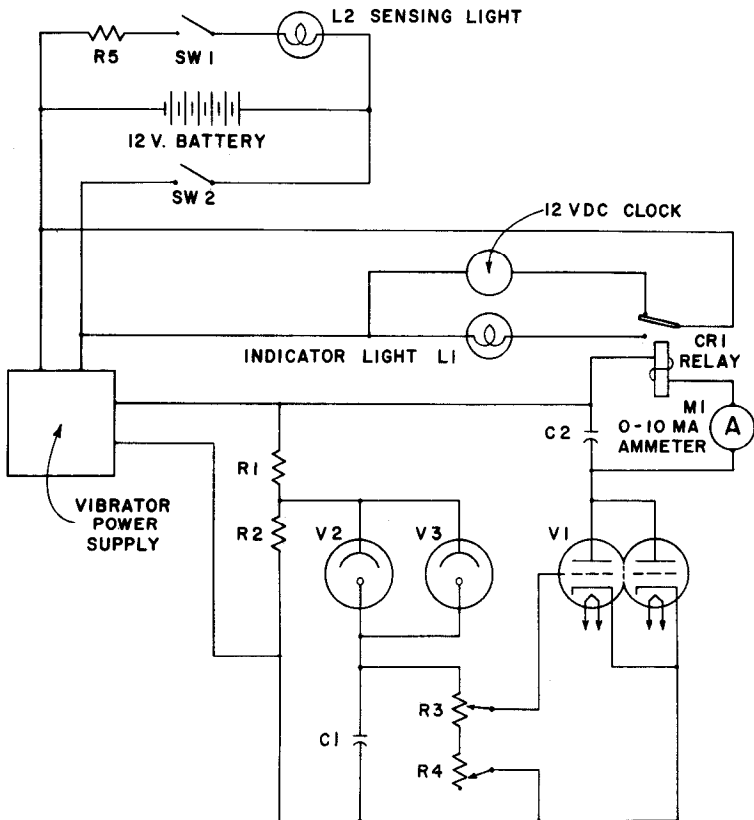 L2 SENSING LIGHT
R5
SW 1
12 V. BATTERY
SW 2
12 VDC CLOCK
INDICATOR LIGHT L1
CR1
RELAY
M1
0-10 MA
AMMETER
A
C2
R1
VIBRATOR
POWER
SUPPLY
R2
V2
V3
V1
R3
C1
R4